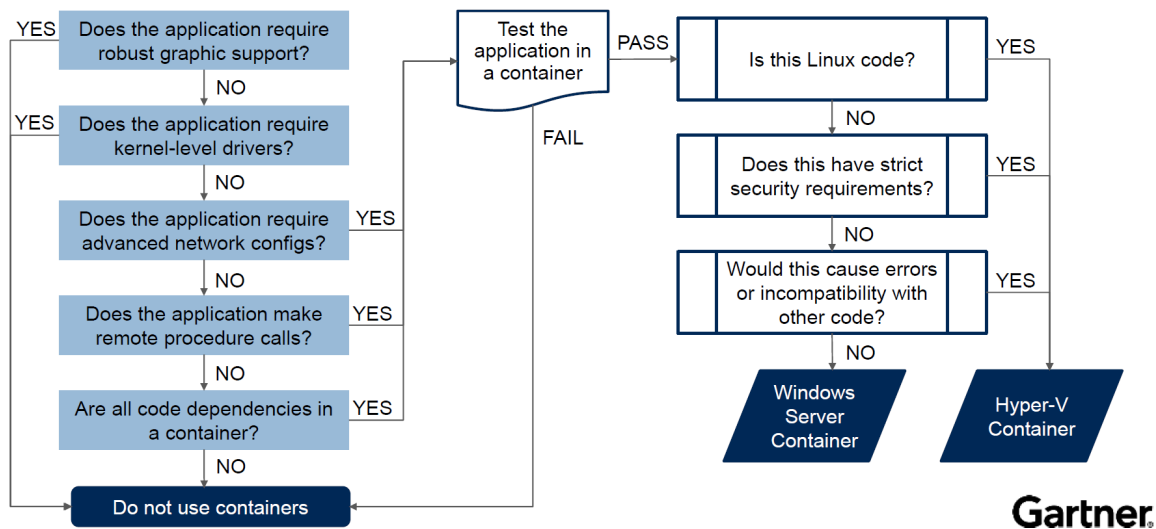 YES
Does the application require
robust graphic support?
NO
YES
Does the application require
kernel-level drivers?
NO
Does the application require
advanced network configs?
YES
NO
Does the application make
remote procedure calls?
YES
NO
Are all code dependencies in
a container?
YES
NO
Do not use containers
Test the
application in
a container
PASS
FAIL
Is this Linux code?
YES
NO
Does this have strict
security requirements?
YES
NO
Would this cause errors
or incompatibility with
other code?
YES
NO
Windows
Server
Container
Hyper-V
Container
Gartner®